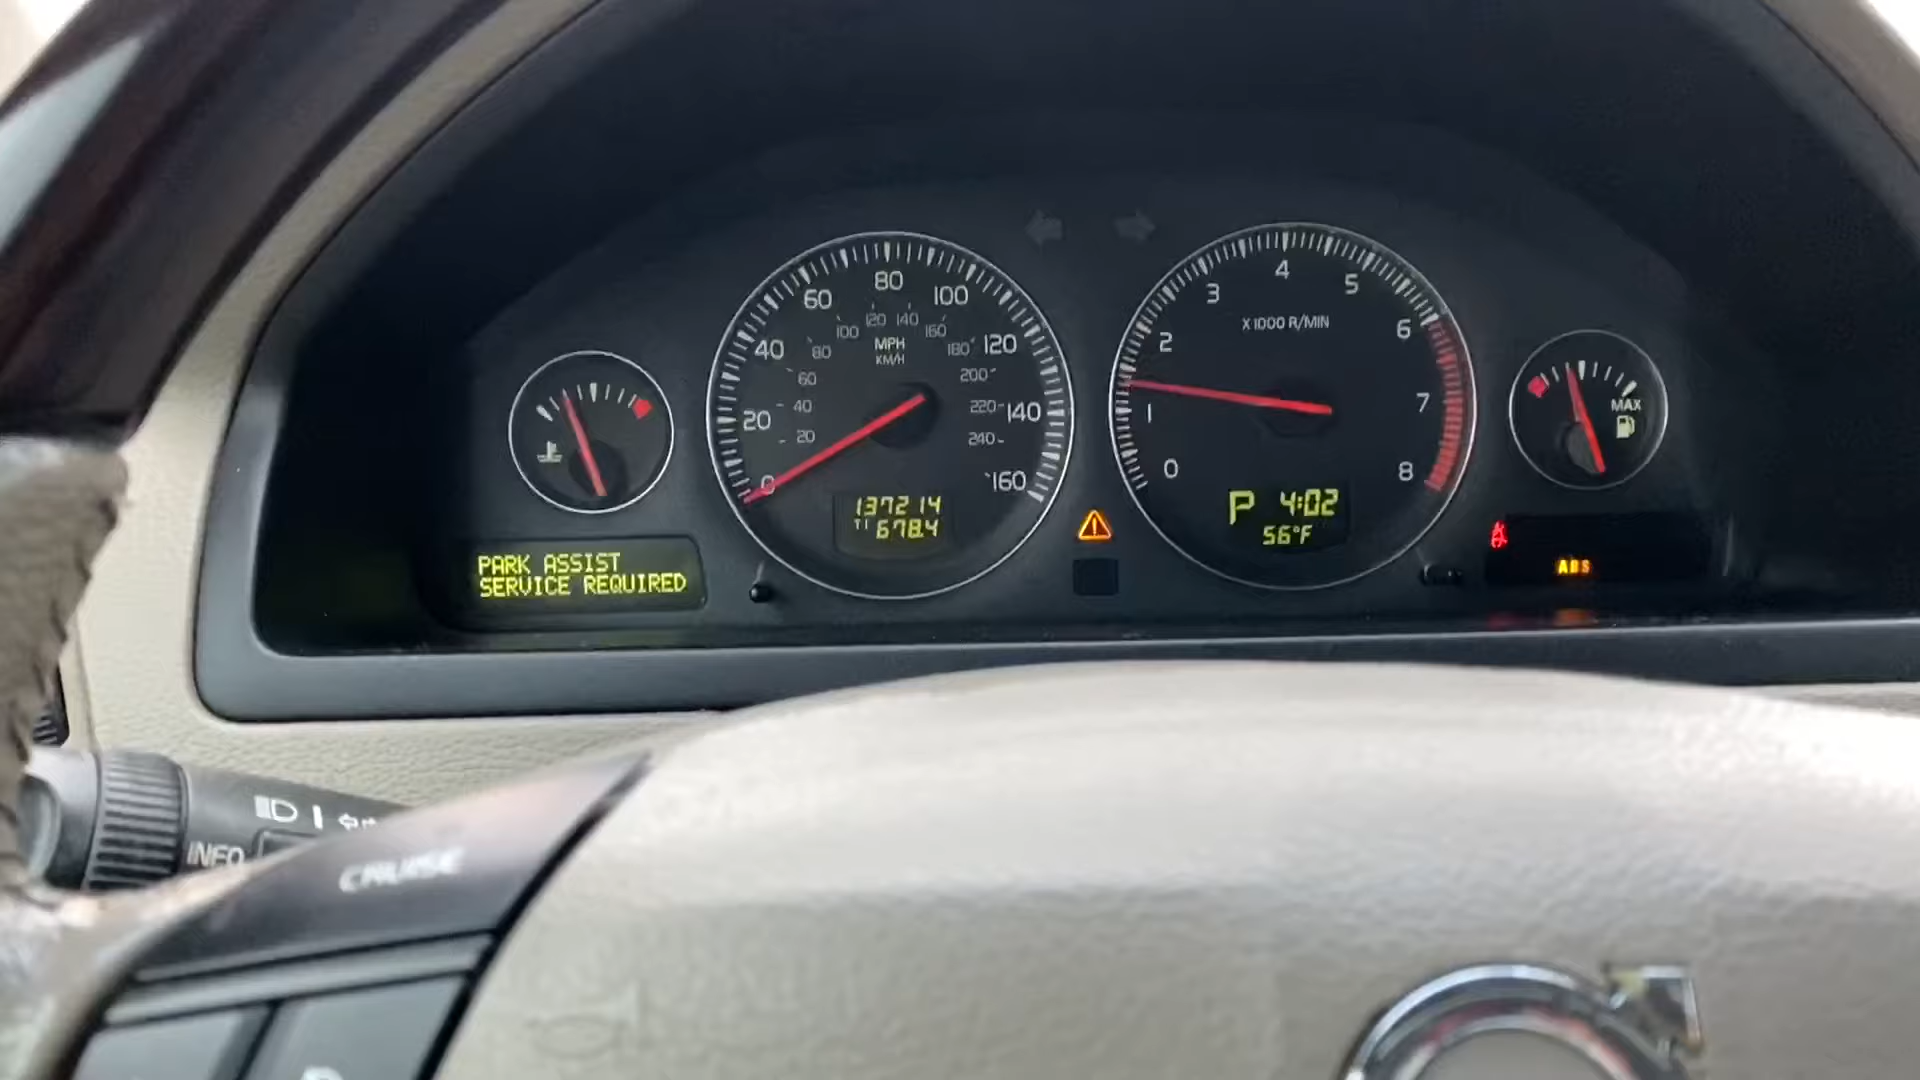 80
60
100
40
120
20
140
0
160
100
120
140
160
80
180
60
200
40
220
20
240
MPH
KM/H
137214
T1 678.4
PARK ASSIST
SERVICE REQUIRED
4
3
5
2
6
1
7
0
8
X1000 R/MIN
P 4:02
56°F
MAX
ABS
INFO
CRUISE